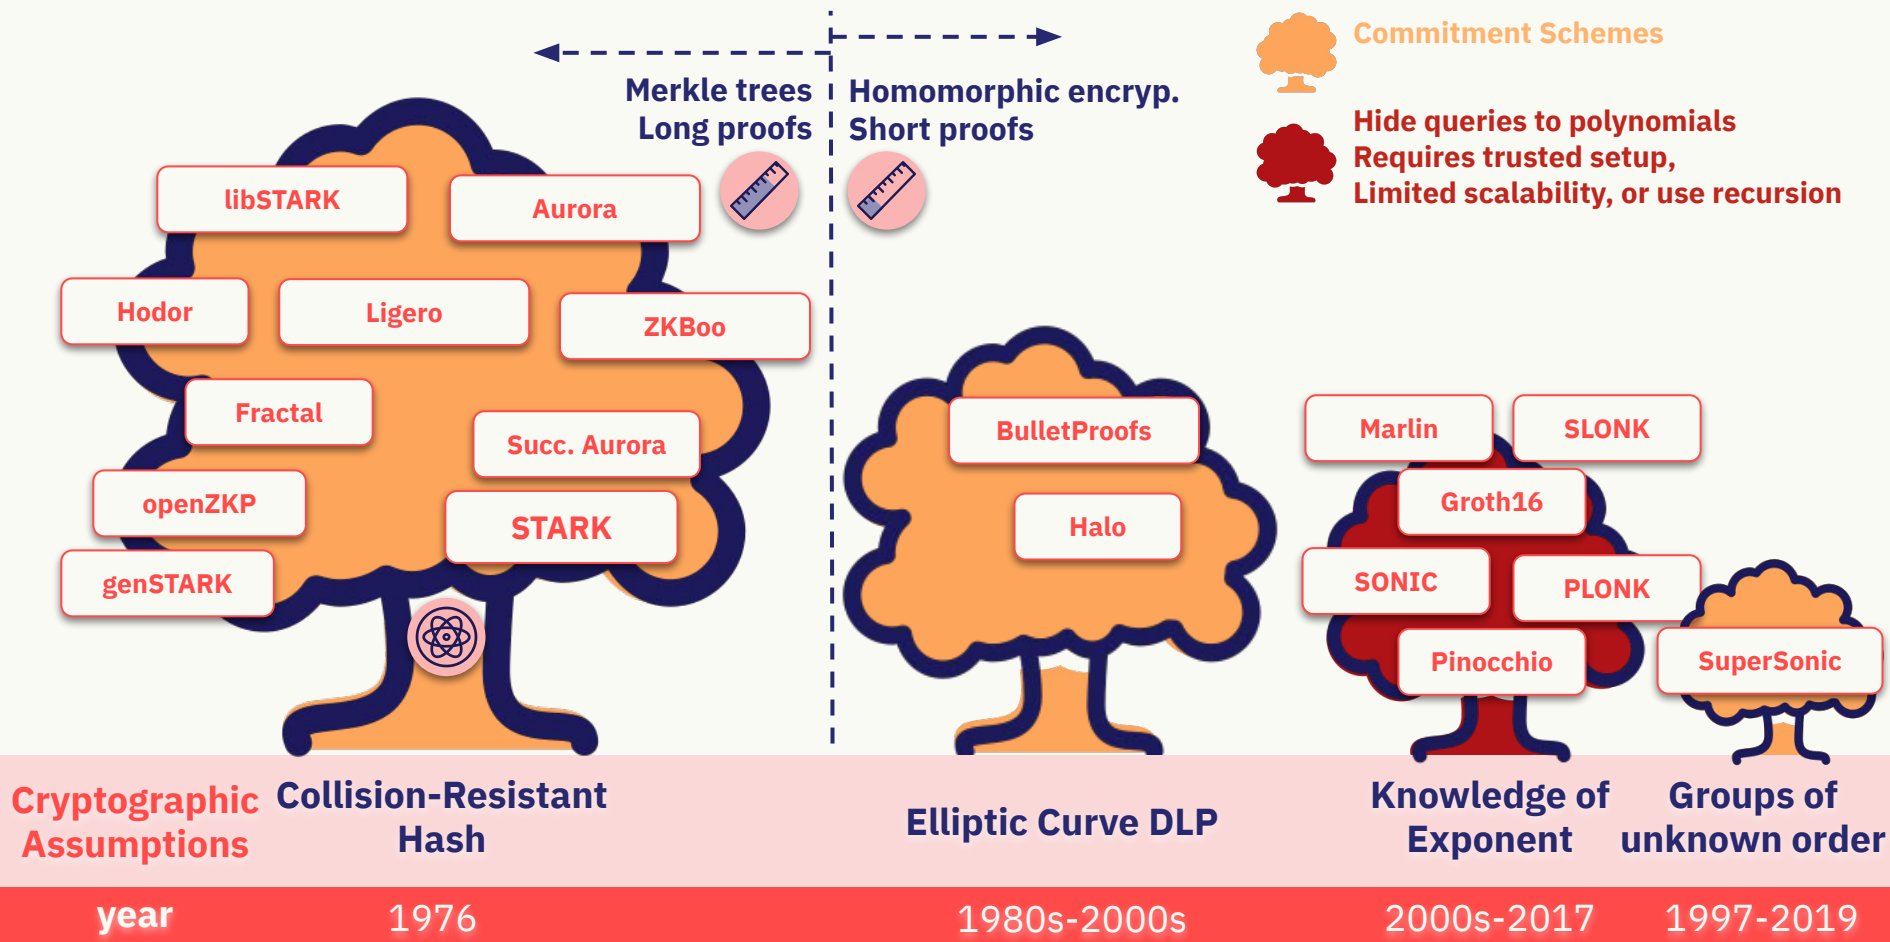 Commitment Schemes
Merkle trees
Long proofs
Homomorphic encryp.
Short proofs
Hide queries to polynomials
Requires trusted setup,
Limited scalability, or use recursion
libSTARK
Aurora
Hodor
Ligero
ZKBoo
Fractal
Succ. Aurora
openZKP
STARK
genSTARK
BulletProofs
Halo
Marlin
SLONK
Groth16
SONIC
PLONK
Pinocchio
SuperSonic
Cryptographic
Assumptions
Collision-Resistant
Hash
Elliptic Curve DLP
Knowledge of
Exponent
Groups of
unknown order
year
1976
1980s-2000s
2000s-2017
1997-2019